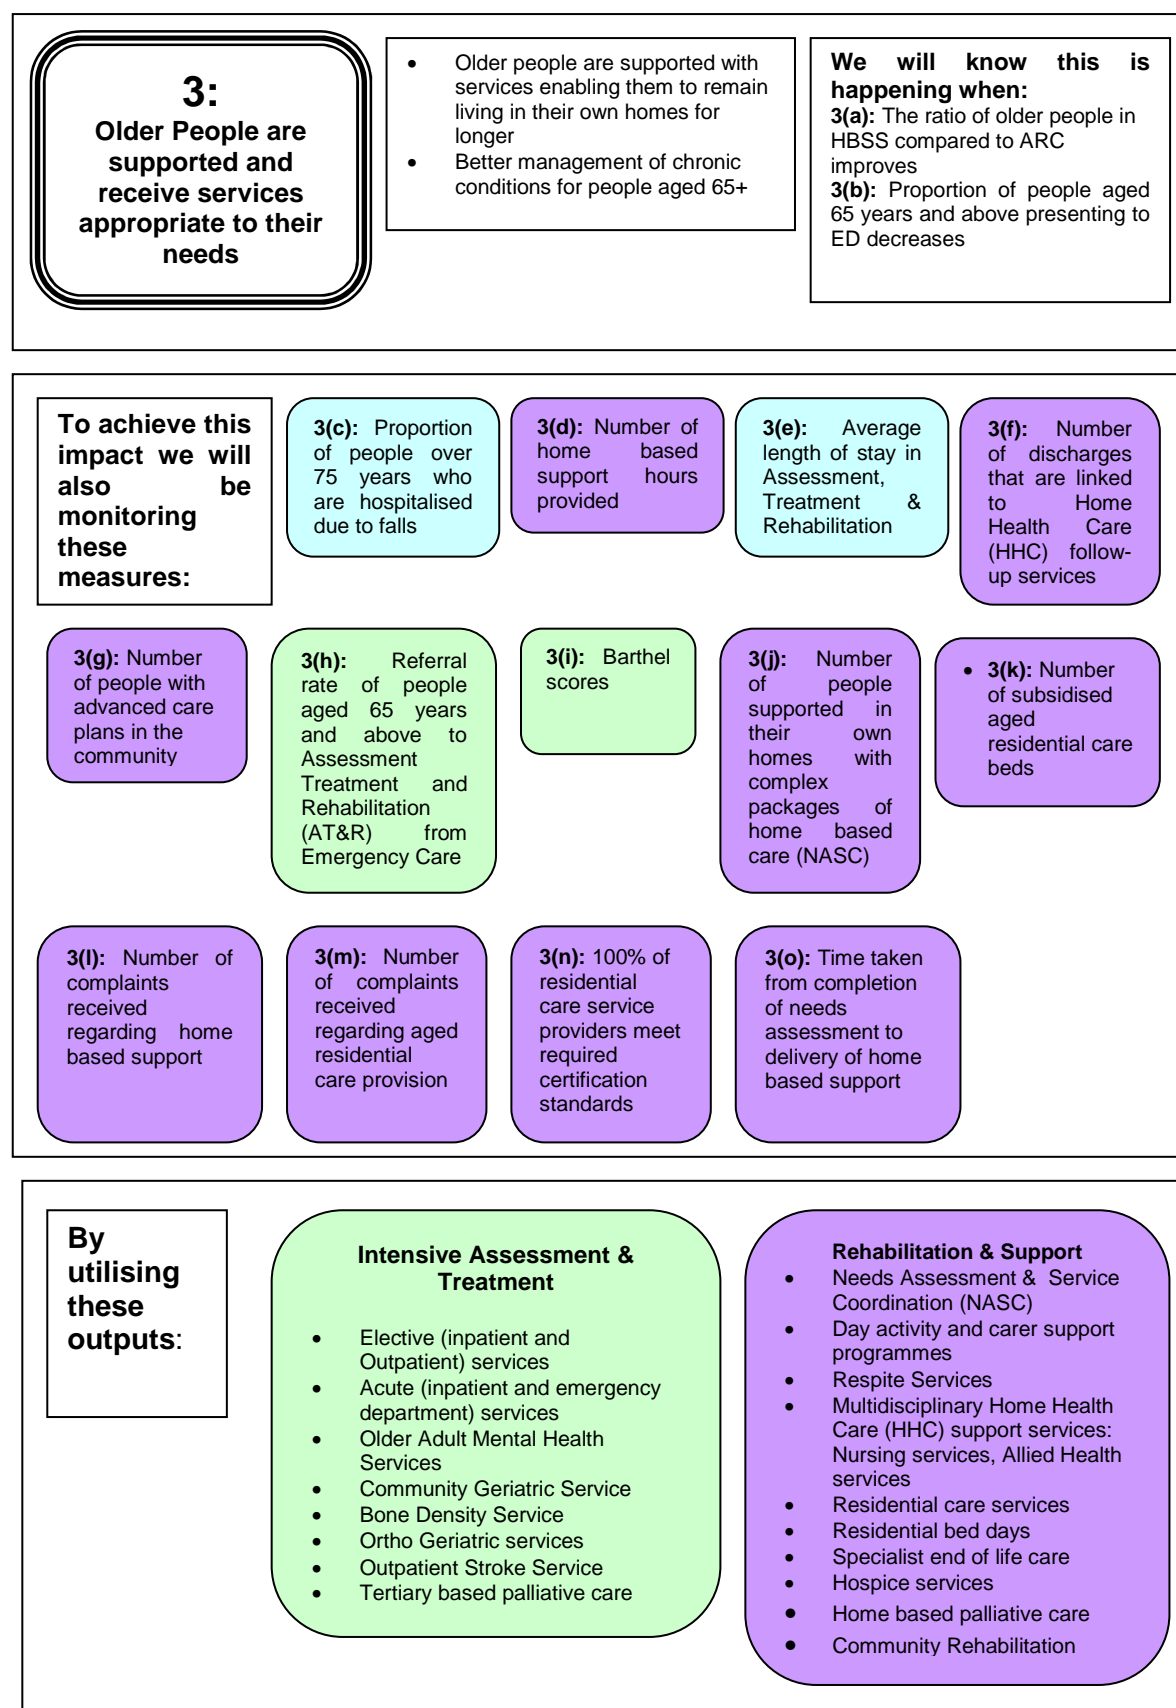 3:
Older People are
supported and
receive services
appropriate to their
needs
• Older people are supported with
services enabling them to remain
living in their own homes for
longer
• Better management of chronic
conditions for people aged 65+
We will know this is
happening when:
3(a): The ratio of older people in
HBSS compared to ARC
improves
3(b): Proportion of people aged
65 years and above presenting to
ED decreases
To achieve this
impact we will
also be
monitoring
these
measures:
3(c): Proportion
of people over
75 years who
are hospitalised
due to falls
3(d): Number of
home based
support hours
provided
3(e): Average
length of stay in
Assessment,
Treatment &
Rehabilitation
3(f): Number
of discharges
that are linked
to Home
Health Care
(HHC) follow-
up services
3(g): Number
of people with
advanced care
plans in the
community
3(h): Referral
rate of people
aged 65 years
and above to
Assessment
Treatment and
Rehabilitation
(AT&R) from
Emergency Care
3(i): Barthel
scores
3(j): Number
of people
supported in
their own
homes with
complex
packages of
home based
care (NASC)
• 3(k): Number
of subsidised
aged
residential care
beds
3(l): Number of
complaints
received
regarding home
based support
3(m): Number
of complaints
received
regarding aged
residential
care provision
3(n): 100% of
residential
care service
providers meet
required
certification
standards
3(o): Time taken
from completion
of needs
assessment to
delivery of home
based support
By
utilising
these
outputs:
Intensive Assessment &
Treatment
• Elective (inpatient and
Outpatient) services
• Acute (inpatient and emergency
department) services
• Older Adult Mental Health
Services
• Community Geriatric Service
• Bone Density Service
• Ortho Geriatric services
• Outpatient Stroke Service
• Tertiary based palliative care
Rehabilitation & Support
• Needs Assessment & Service
Coordination (NASC)
• Day activity and carer support
programmes
• Respite Services
• Multidisciplinary Home Health
Care (HHC) support services:
Nursing services, Allied Health
services
• Residential care services
• Residential bed days
• Specialist end of life care
• Hospice services
• Home based palliative care
• Community Rehabilitation